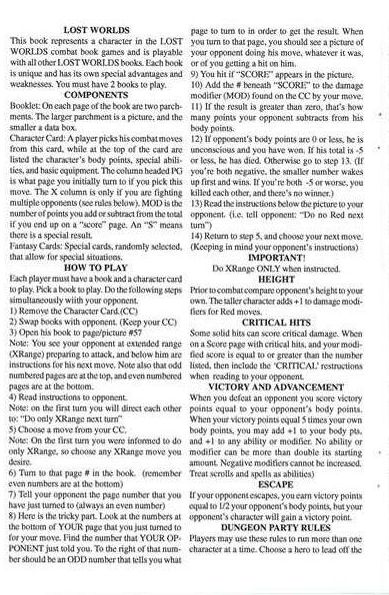 LOST WORLDS
This book represents a character in the LOST
WORLDS combat book games and is playable
with all other LOST WORLDS books. Each book
is unique and has its own special advantages and
weaknesses. You must have 2 books to play.
COMPONENTS
Booklet: On each page of the book are two parch-
ments. The larger parchment is a picture, and the
smaller a data box.
Character Card: A player picks his combat moves
from this card, while at the top of the card are
listed the character's body points, special abili-
ties, and basic equipment. The column headed PG
is what page you initially turn to if you pick this
move. The X column is only if you are fighting
multiple opponents (see rules below). MOD is the
number of points you add or subtract from the total
if you end up on a "score" page. An "S" means
there is a special result.
Fantasy Cards: Special cards, randomly selected,
that allow for special situations.
HOW TO PLAY
Each player must have a book and a character card
to play. Pick a book to play. Do the following steps
simultaneously wiith your opponent.
1) Remove the Character Card.(CC)
2) Swap books with opponent. (Keep your CC)
3) Open his book to page/picture #57
Note: You see your opponent at extended range
(XRange) preparing to attack, and below him are
instructions for his next move. Note also that odd
numbered pages are at the top, and even numbered
pages are at the bottom.
4) Read instructions to opponent.
Note: on the first turn you will direct each other
to: "Do only XRange next turn"
5) Choose a move from your CC.
Note: On the first turn you were informed to do
only XRange, so choose any XRange move you
desire.
6) Turn to that page # in the book. (remember
even numbers are at the bottom)
7) Tell your opponent the page number that you
have just turned to (always an even number)
8) Here is the tricky part. Look at the numbers at
the bottom of YOUR page that you just turned to
for your move. Find the number that YOUR OP-
PONENT just told you. To the right of that num-
ber should be an ODD number that tells you what
page to turn to in order to get the result. When
you turn to that page, you should see a picture of
your opponent doing his move, whatever it was,
or of you getting a hit on him.
9) You hit if "SCORE" appears in the picture.
10) Add the # beneath "SCORE" to the damage
modifier (MOD) found on the CC by your move.
11) If the result is greater than zero, that's how
many points your opponent subtracts from his
body points.
12) If opponent's body points are 0 or less, he is
unconscious and you have won. If his total is -5
or less, he has died. Otherwise go to step 13. (If
you're both negative, the smaller number wakes
up first and wins. If you're both -5 or worse, you
killed each other, and there's no winner.)
13) Read the instructions below the picture to your
opponent. (i.e. tell opponent: "Do no Red next
turn")
14) Return to step 5, and choose your next move.
(Keeping in mind your opponent's instructions)
IMPORTANT!
Do XRange ONLY when instructed.
HEIGHT
Prior to combat compare opponent's height to your
own. The taller character adds +1 to damage modi-
fiers for Red moves.
CRITICAL HITS
Some solid hits can score critical damage. When
on a Score page with critical hits, and your modi-
fied score is equal to or greater than the number
listed, then include the 'CRITICAL' restrictions
when reading to your opponent.
VICTORY AND ADVANCEMENT
When you defeat an opponent you score victory
points equal to your opponent's body points.
When your victory points equal 5 times your own
body points, you may add +1 to your body pts,
and +1 to any ability or modifier. No ability or
modifier can be more than double its starting
amount. Negative modifiers cannot be increased.
Treat scrolls and spells as abilities)
ESCAPE
If your opponent escapes, you earn victory points
equal to 1/2 your opponent's body points, but your
opponent's character will gain a victory point.
DUNGEON PARTY RULES
Players may use these rules to run more than one
character at a time. Choose a hero to lead off the